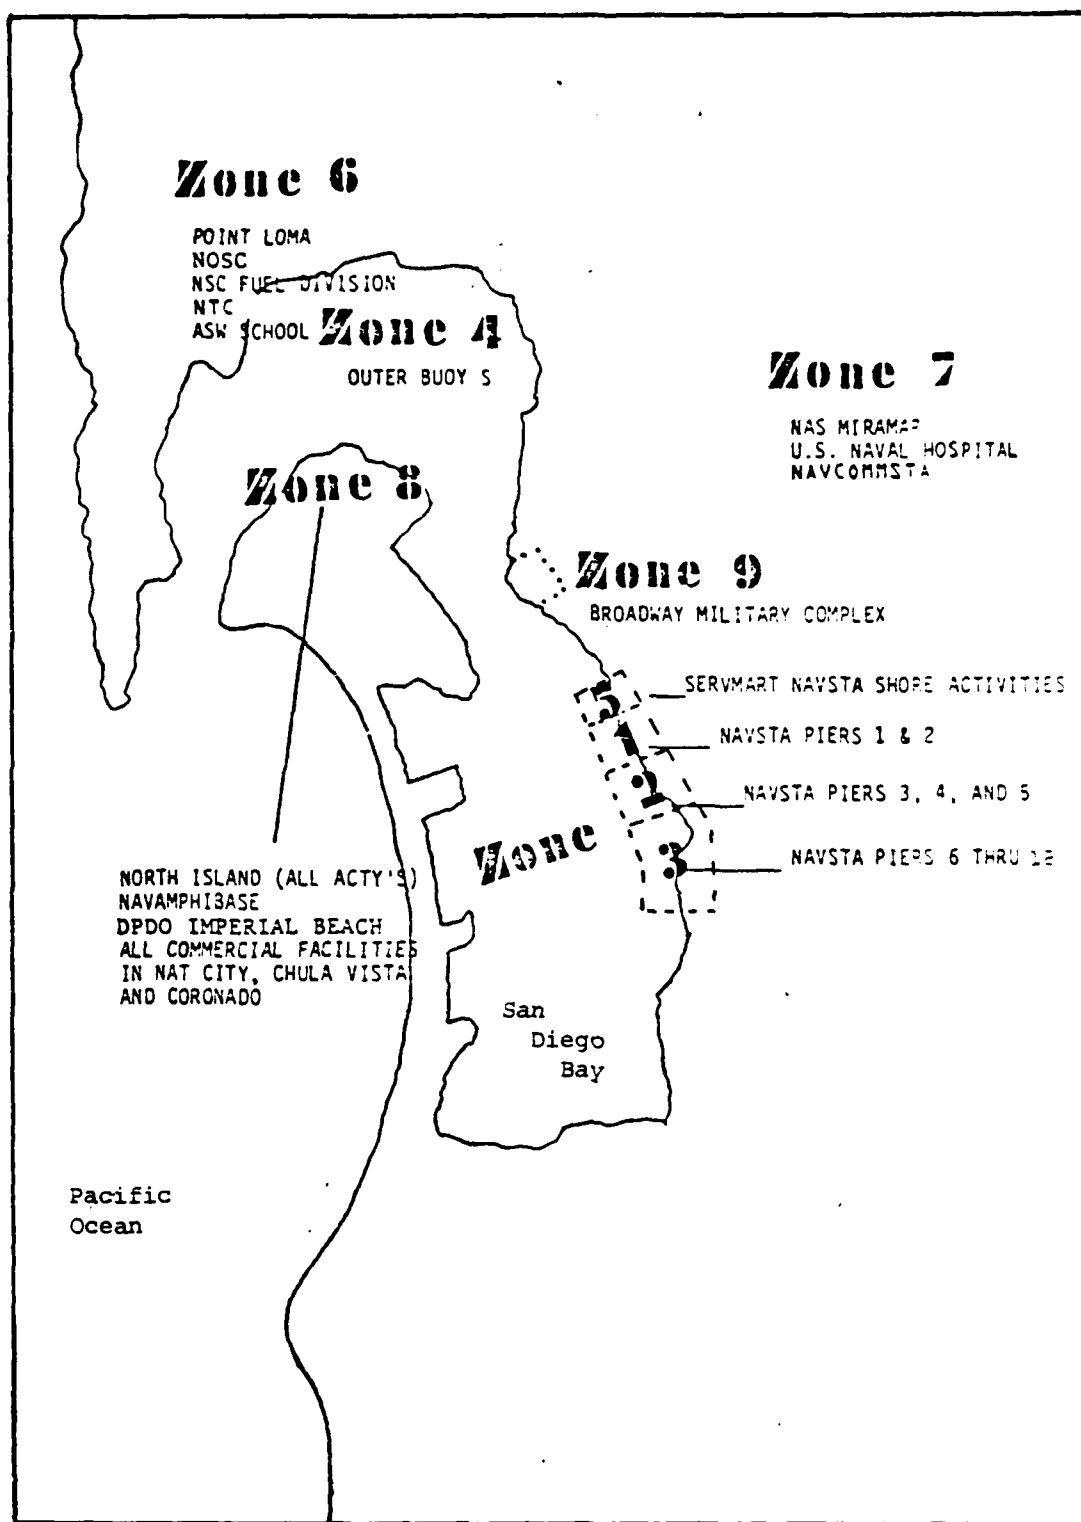 Zone 6
POINT LOMA
NOSC
NSC FUEL DIVISION
NTC
ASW SCHOOL
Zone 4
OUTER BUOY S
Zone 7
NAS MIRAMAR
U.S. NAVAL HOSPITAL
NAVCOMMSTA
Zone 8
Zone 9
BROADWAY MILITARY COMPLEX
5
SERVMART NAVSTA SHORE ACTIVITIES
1
NAVSTA PIERS 1 & 2
2
NAVSTA PIERS 3, 4, AND 5
Zone
3
NAVSTA PIERS 6 THRU
NORTH ISLAND (ALL ACTY'S)
NAVAMPHIBASE
DPDO IMPERIAL BEACH
ALL COMMERCIAL FACILITIES
IN NAT CITY, CHULA VISTA
AND CORONADO
San
Diego
Bay
Pacific
Ocean